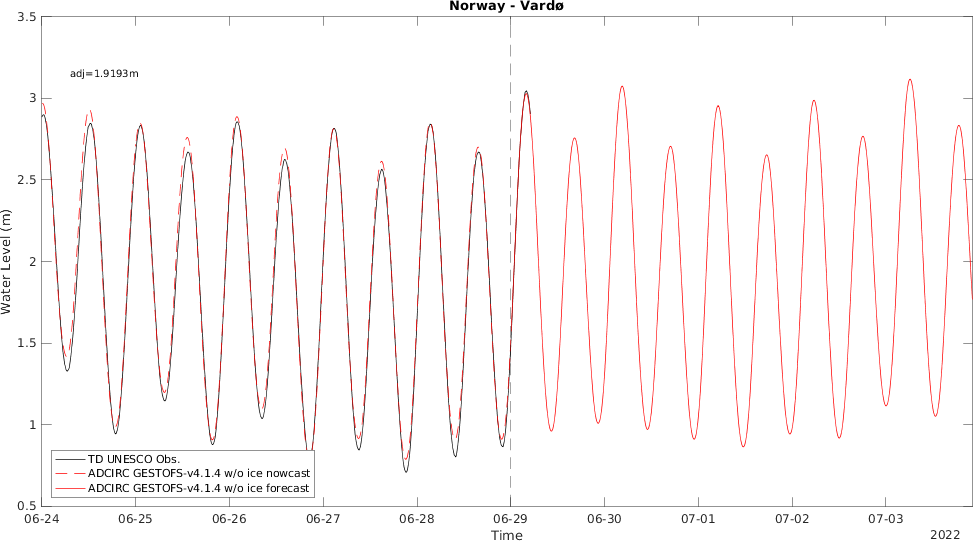 Norway - Vardø
3.5
3
2.5
2
1.5
1
0.5
Water Level (m)
adj=1.9193m
TD UNESCO Obs.
ADCIRC GESTOFS-v4.1.4 w/o ice nowcast
ADCIRC GESTOFS-v4.1.4 w/o ice forecast
06-24 06-25 06-26 06-27 06-28 06-29 06-30 07-01 07-02 07-03
Time
2022